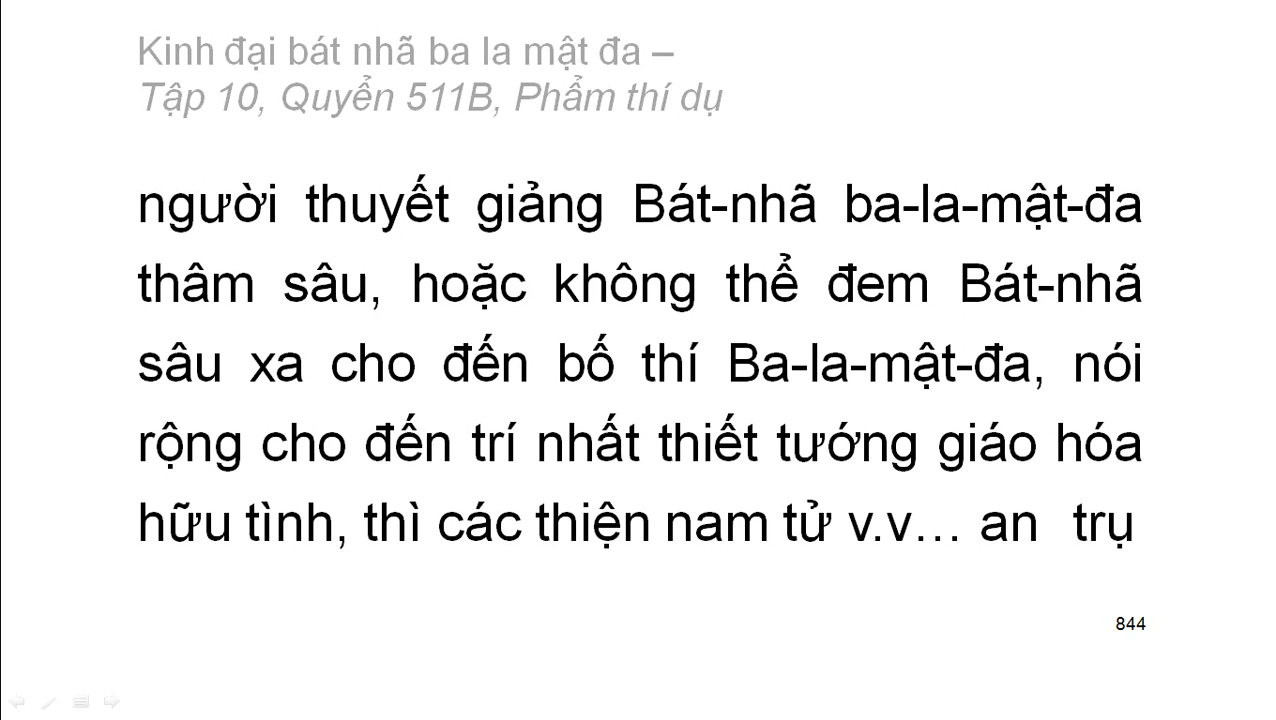 Kinh đại bát nhã ba la mật đa –
Tập 10, Quyển 511B, Phẩm thí dụ
người thuyết giảng Bát-nhã ba-la-mật-đa
thâm sâu, hoặc không thể đem Bát-nhã
sâu xa cho đến bố thí Ba-la-mật-đa, nói
rộng cho đến trí nhất thiết tướng giáo hóa
hữu tình, thì các thiện nam tử v.v… an trụ
844